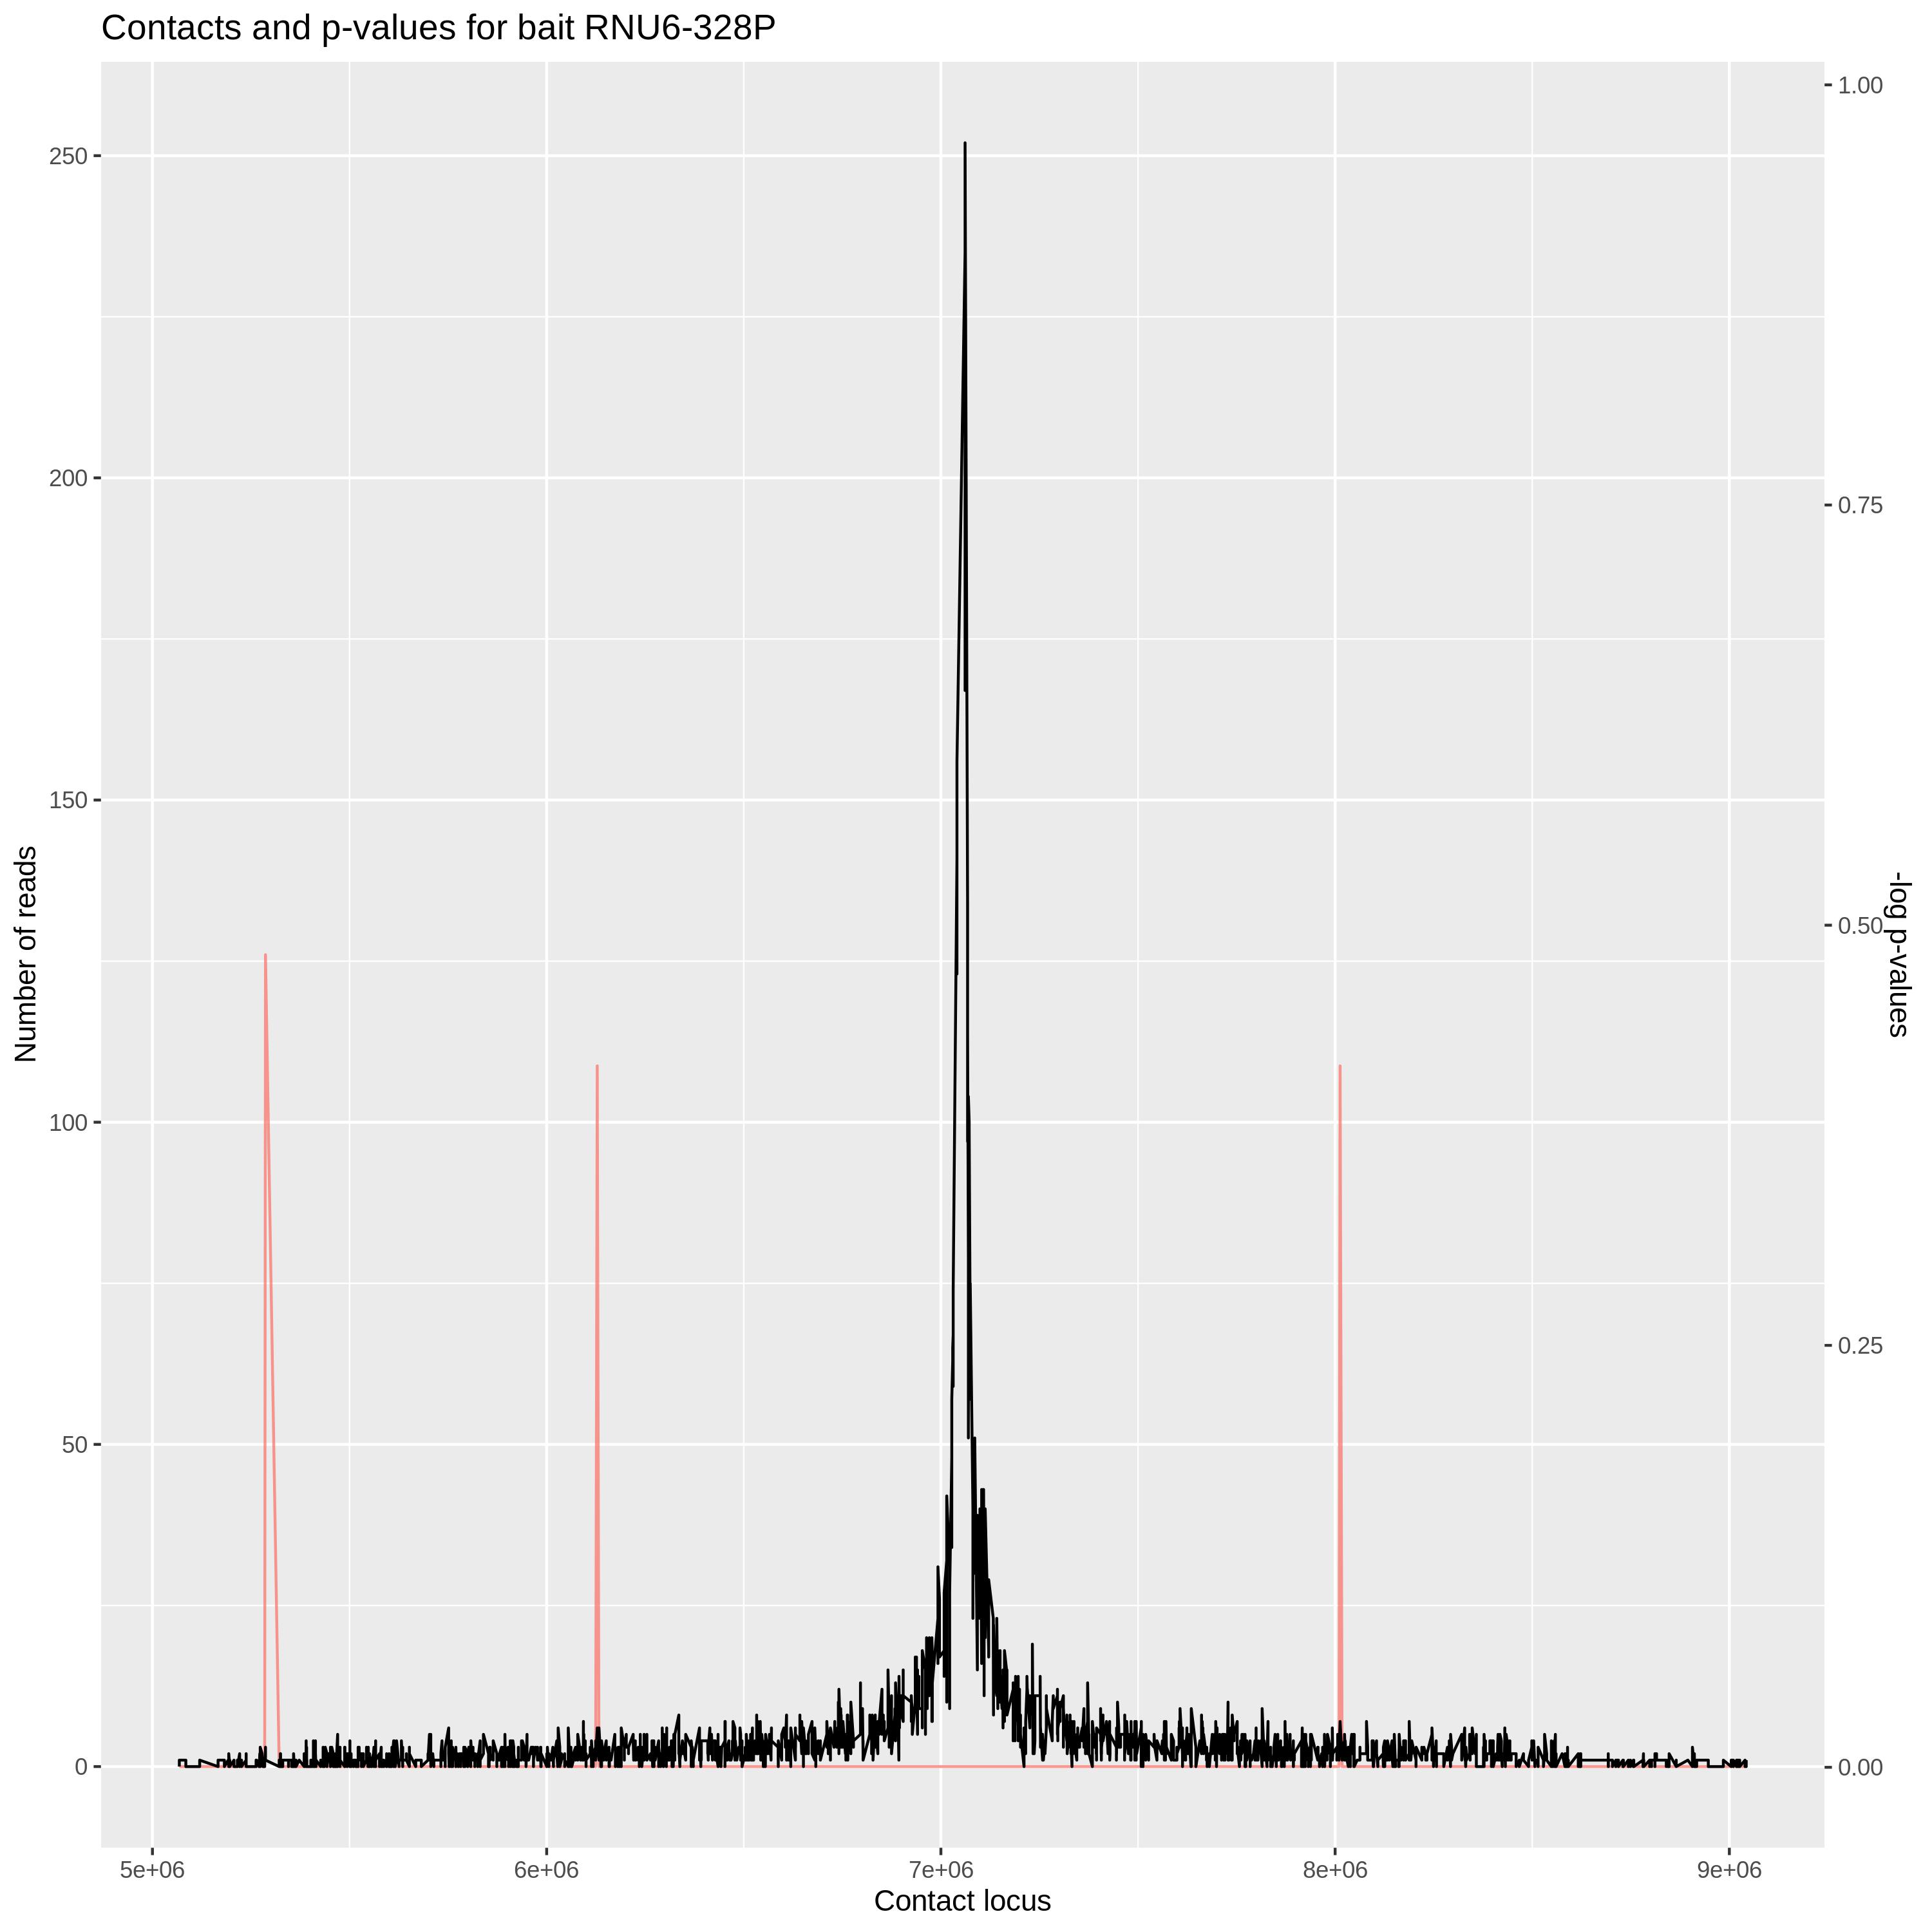 Contacts and p-values for bait RNU6-328P
250
200
150
100
50
0
Number of reads
1.00
0.75
0.50
0.25
0.00
-log p-values
5e+06 6e+06 7e+06 8e+06 9e+06
Contact locus